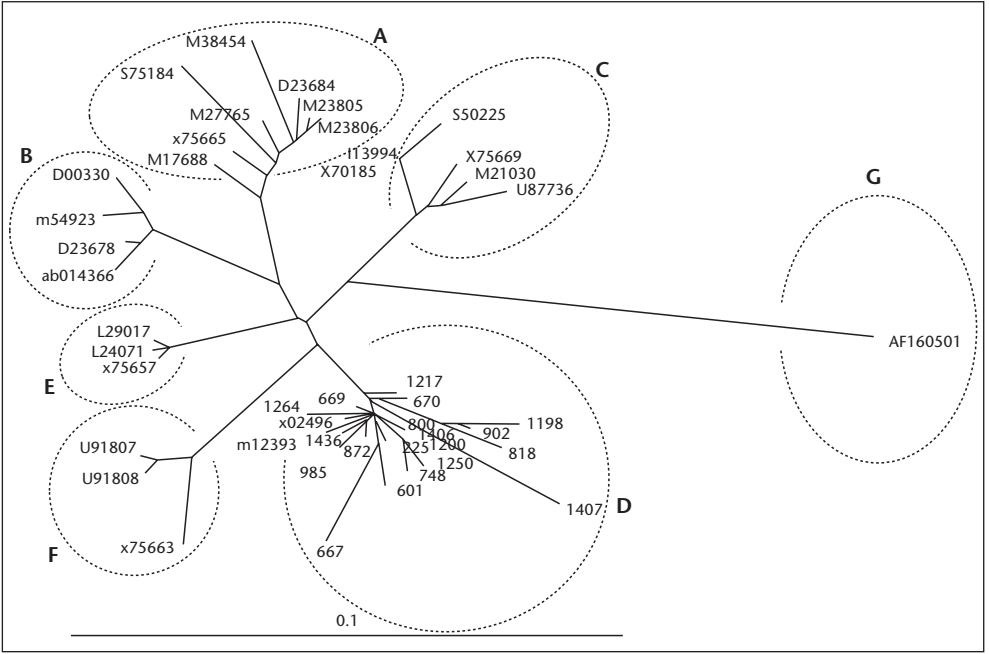 A
M38454
S75184
D23684
M23805
M27765
M23806
x75665
M17688
C
S50225
I13994
X70185
X75669
M21030
U87736
B
D00330
m54923
D23678
ab014366
G
AF160501
L29017
L24071
x75657
E
1217
669
670
1264
x02496
800
1198
1406
902
m12393
1436
872
225
1200
818
985
1250
748
601
1407
D
667
U91807
U91808
x75663
F
0.1